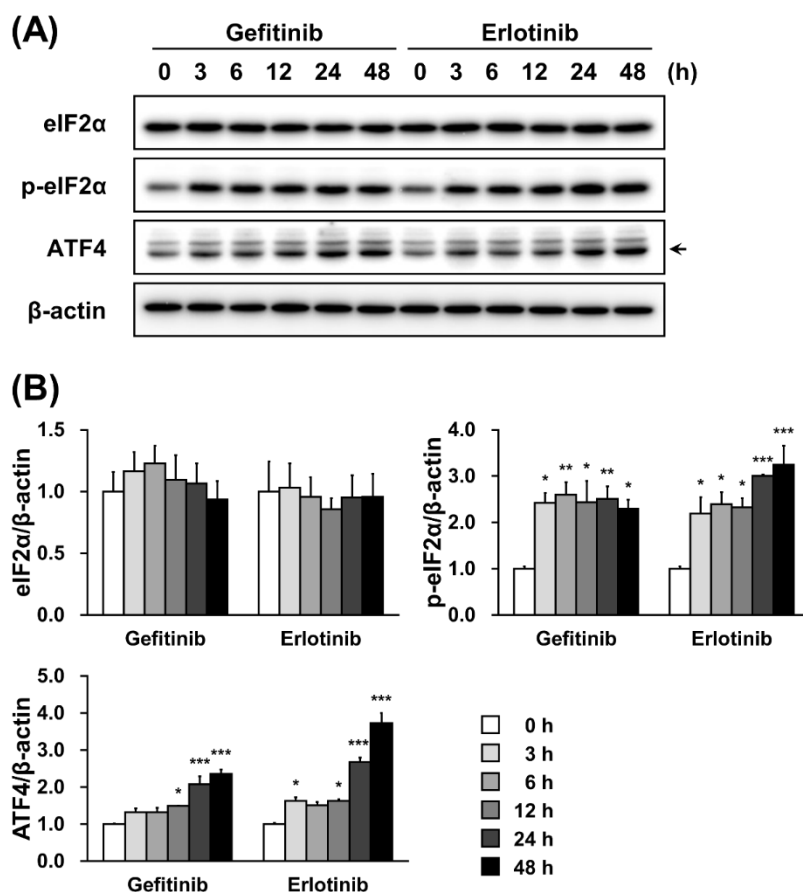 (A)
Gefitinib Erlotinib
0 3 6 12 24 48 0 3 6 12 24 48 (h)
eIF2α
p-eIF2α
ATF4
β-actin
(B)
eIF2α/β-actin
1.5
1.0
0.5
0.0
Gefitinib Erlotinib
p-eIF2α/β-actin
4.0
3.0
2.0
1.0
0.0
* ** * ** *
* * * *** ***
Gefitinib Erlotinib
ATF4/β-actin
5.0
4.0
3.0
2.0
1.0
0.0
* *** ***
* * *** ***
Gefitinib Erlotinib
0 h
3 h
6 h
12 h
24 h
48 h